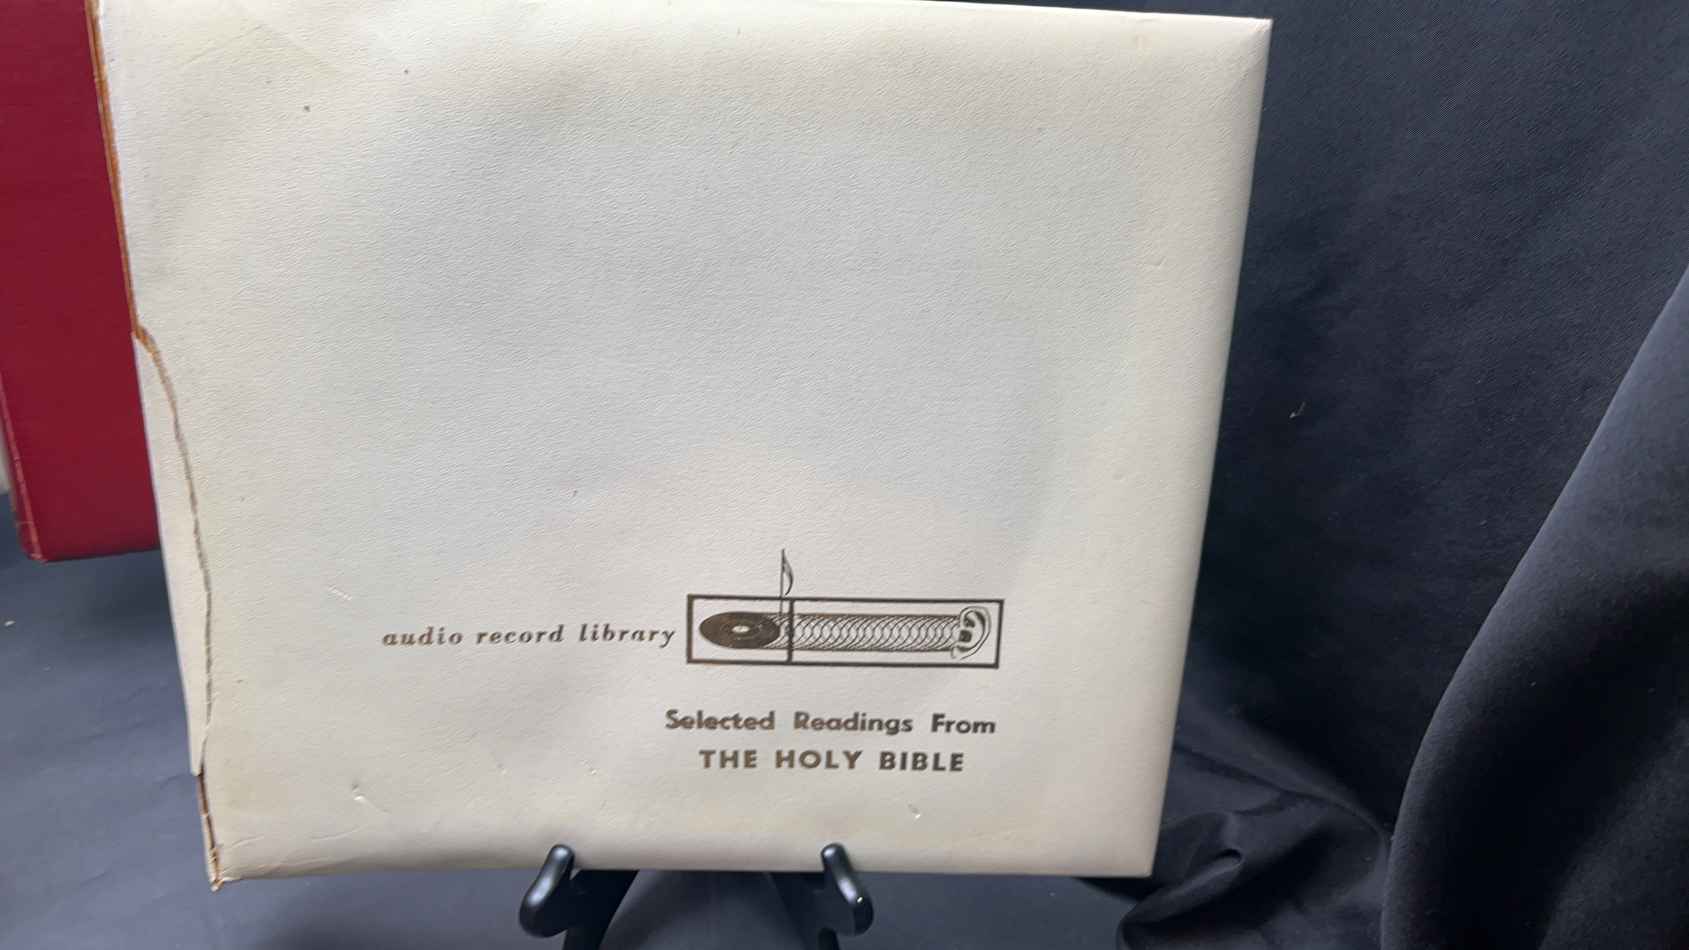 audio record library
Selected Readings From
THE HOLY BIBLE